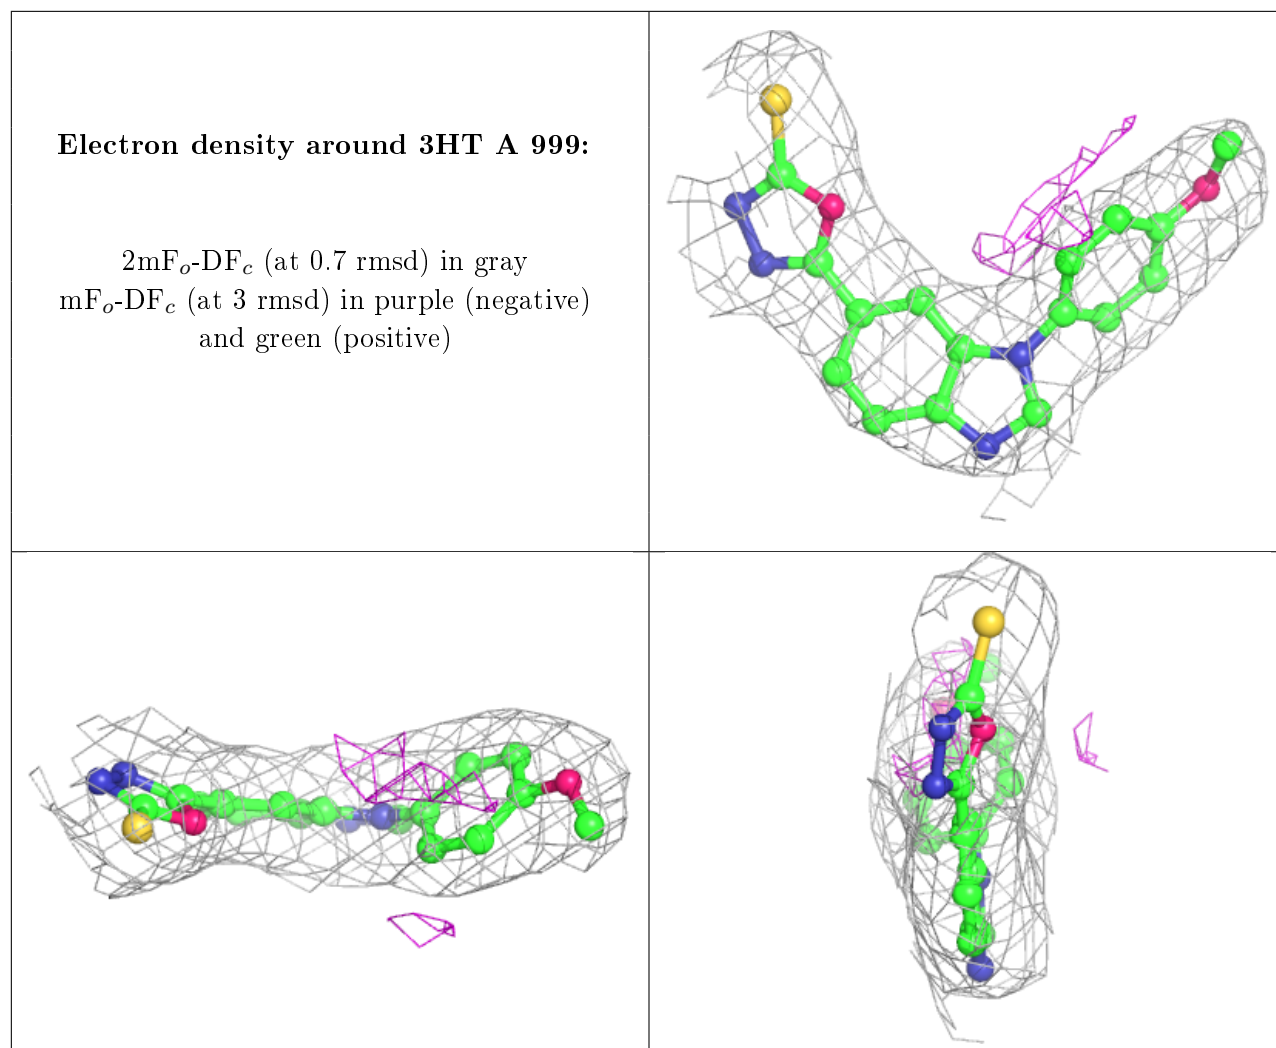 Electron density around 3HT A 999:
2mFₒ-DF𝒸 (at 0.7 rmsd) in gray
mFₒ-DF𝒸 (at 3 rmsd) in purple (negative)
and green (positive)